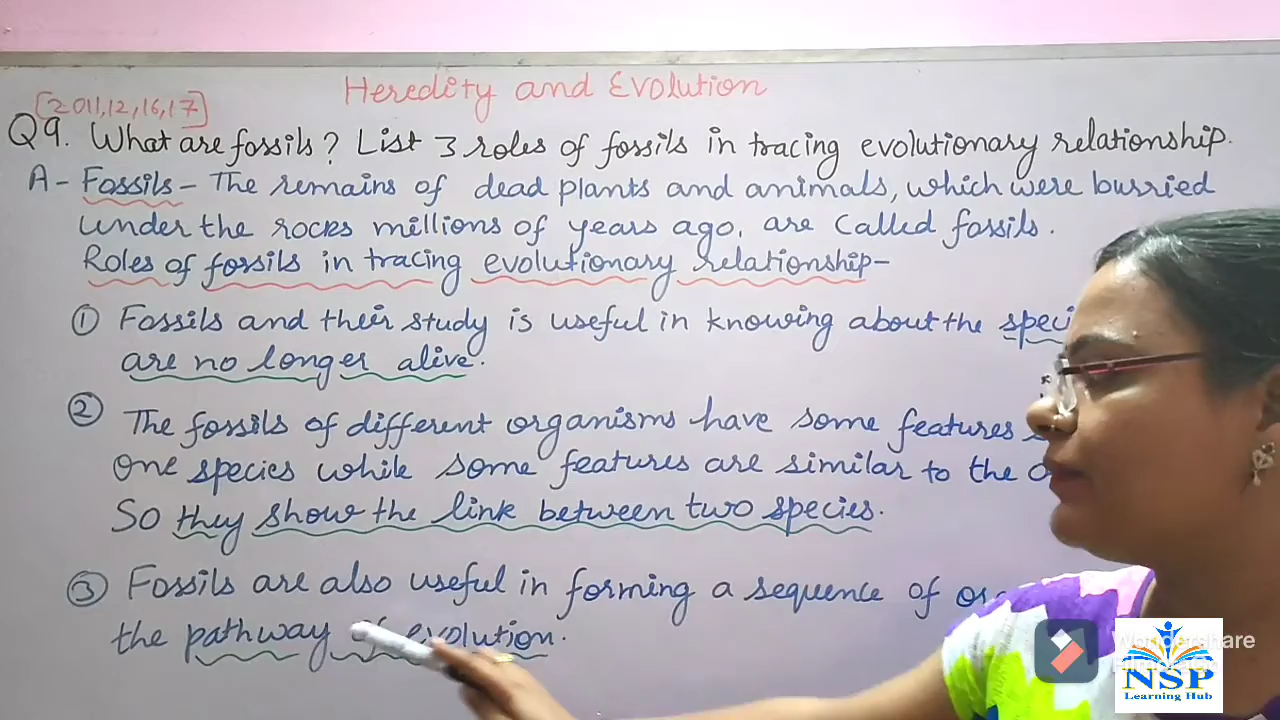 Heredity and Evolution
[2011,12,16,17]
Q9. What are fossils? List 3 roles of fossils in tracing evolutionary relationship.
A- Fossils - The remains of dead plants and animals, which were burried
under the rocks millions of years ago, are called fossils.
Roles of fossils in tracing evolutionary relationship-
① Fossils and their study is useful in knowing about the
are no longer alive.
② The fossils of different organisms have some features
one species while some features are similar to the
So they show the link between two species.
③ Fossils are also useful in forming a sequence of
the pathway of evolution.
Wondershare
NSP
Learning Hub